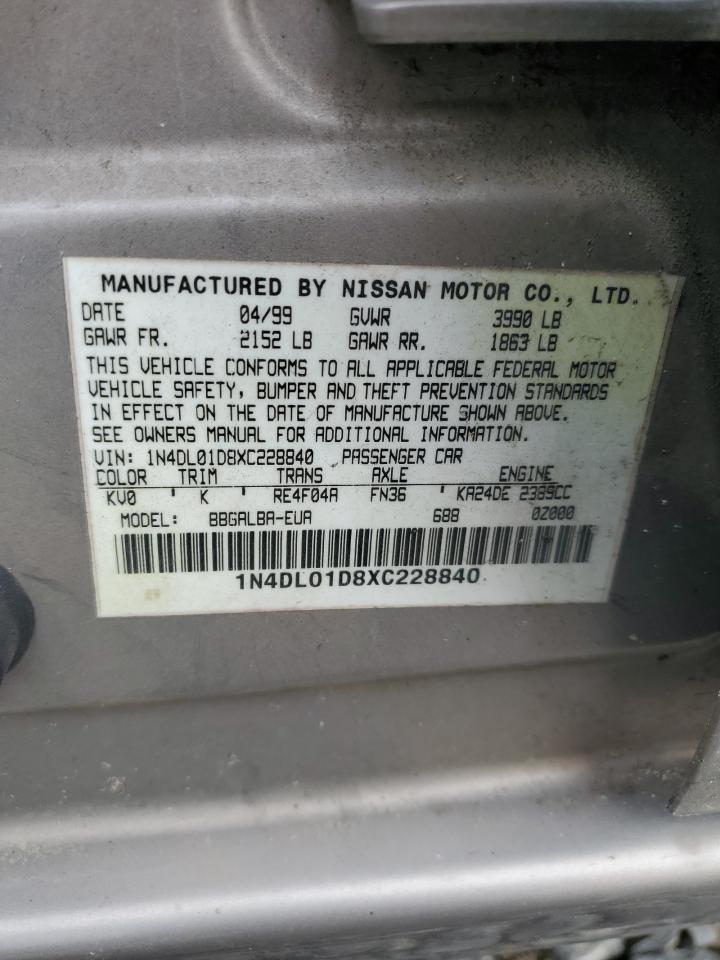 MANUFACTURED BY NISSAN MOTOR CO., LTD.
DATE 04/99 GVWR 3990 LB
GAWR FR. 2152 LB GAWR RR. 1863 LB
THIS VEHICLE CONFORMS TO ALL APPLICABLE FEDERAL MOTOR
VEHICLE SAFETY, BUMPER AND THEFT PREVENTION STANDARDS
IN EFFECT ON THE DATE OF MANUFACTURE SHOWN ABOVE.
SEE OWNERS MANUAL FOR ADDITIONAL INFORMATION.
VIN: 1N4DL01D8XC228840 PASSENGER CAR
COLOR TRIM TRANS AXLE ENGINE
KV0 ' K ' RE4F04A FN36 ' KA24DE 2389CC
MODEL: BBGALBA-EUA 688 0Z000
1N4DL01D8XC228840